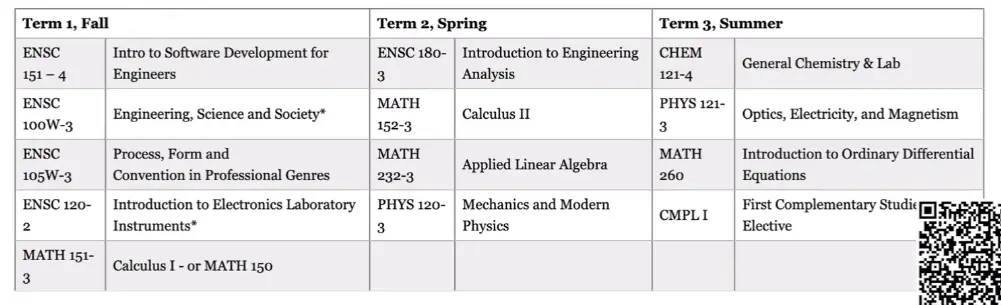 Term 1, Fall
Term 2, Spring
Term 3, Summer
ENSC
151 – 4
Intro to Software Development for
Engineers
ENSC 180-
3
Introduction to Engineering
Analysis
CHEM
121-4
General Chemistry & Lab
ENSC
100W-3
Engineering, Science and Society*
MATH
152-3
Calculus II
PHYS 121-
3
Optics, Electricity, and Magnetism
ENSC
105W-3
Process, Form and
Convention in Professional Genres
MATH
232-3
Applied Linear Algebra
MATH
260
Introduction to Ordinary Differential
Equations
ENSC 120-
2
Introduction to Electronics Laboratory
Instruments*
PHYS 120-
3
Mechanics and Modern
Physics
CMPL I
First Complementary Studie
Elective
MATH 151-
3
Calculus I - or MATH 150